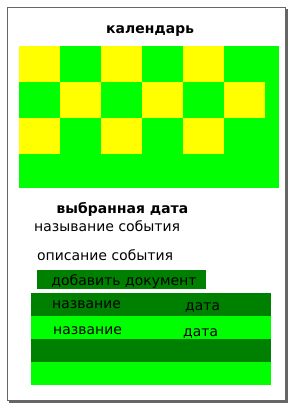 календарь
выбранная дата
называние события
описание события
добавить документ
название дата
название дата